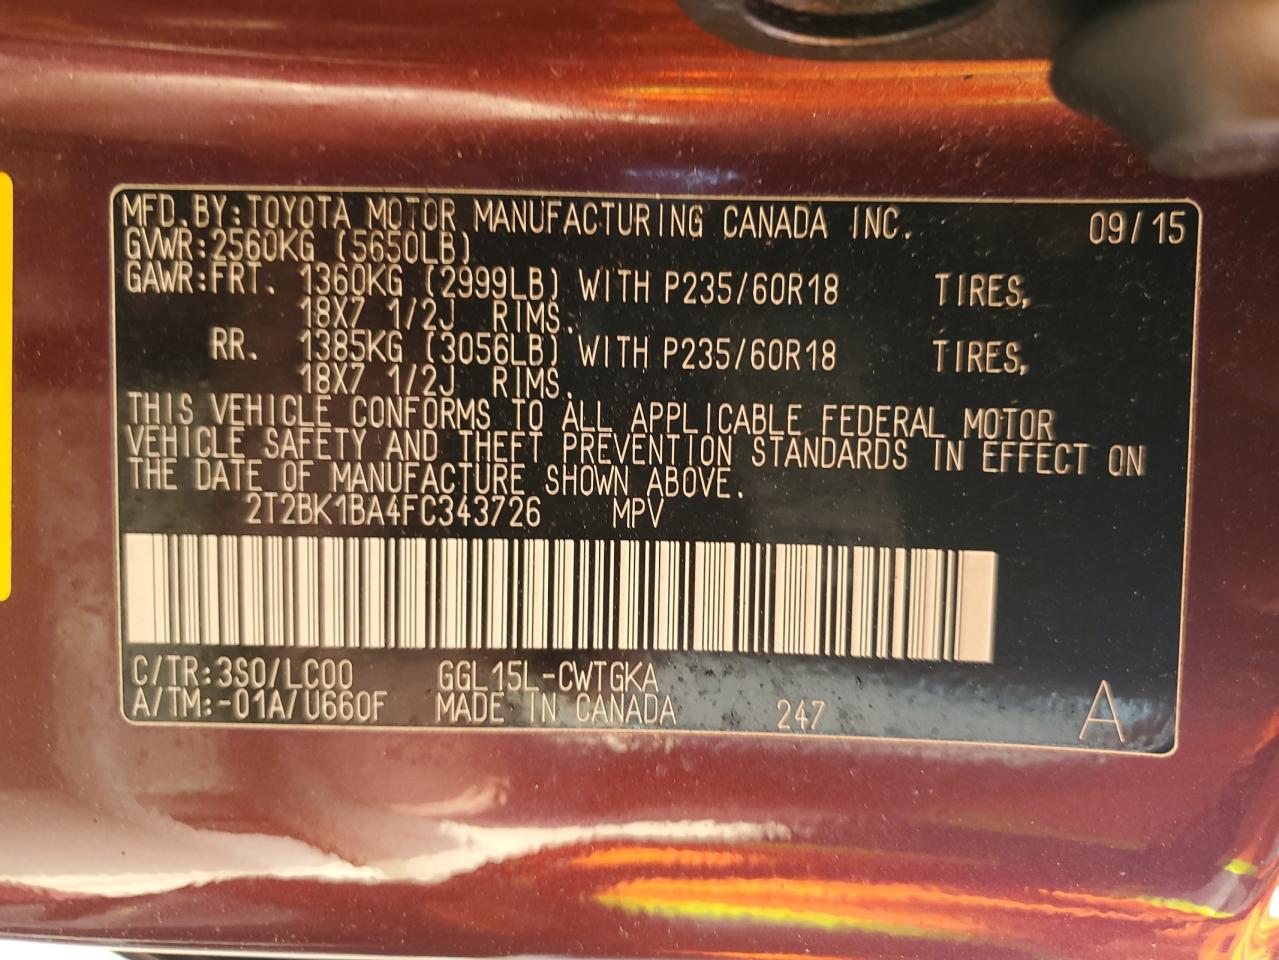 MFD.BY:TOYOTA MOTOR MANUFACTURING CANADA INC. 09/15
GVWR:2560KG (5650LB)
GAWR:FRT. 1360KG (2999LB) WITH P235/60R18 TIRES,
18X7 1/2J RIMS.
RR. 1385KG (3056LB) WITH P235/60R18 TIRES,
18X7 1/2J RIMS.
THIS VEHICLE CONFORMS TO ALL APPLICABLE FEDERAL MOTOR
VEHICLE SAFETY AND THEFT PREVENTION STANDARDS IN EFFECT ON
THE DATE OF MANUFACTURE SHOWN ABOVE.
2T2BK1BA4FC343726 MPV
C/TR:3S0/LC00 GGL15L-CWTGKA
A/TM:-01A/U660F MADE IN CANADA 247 A